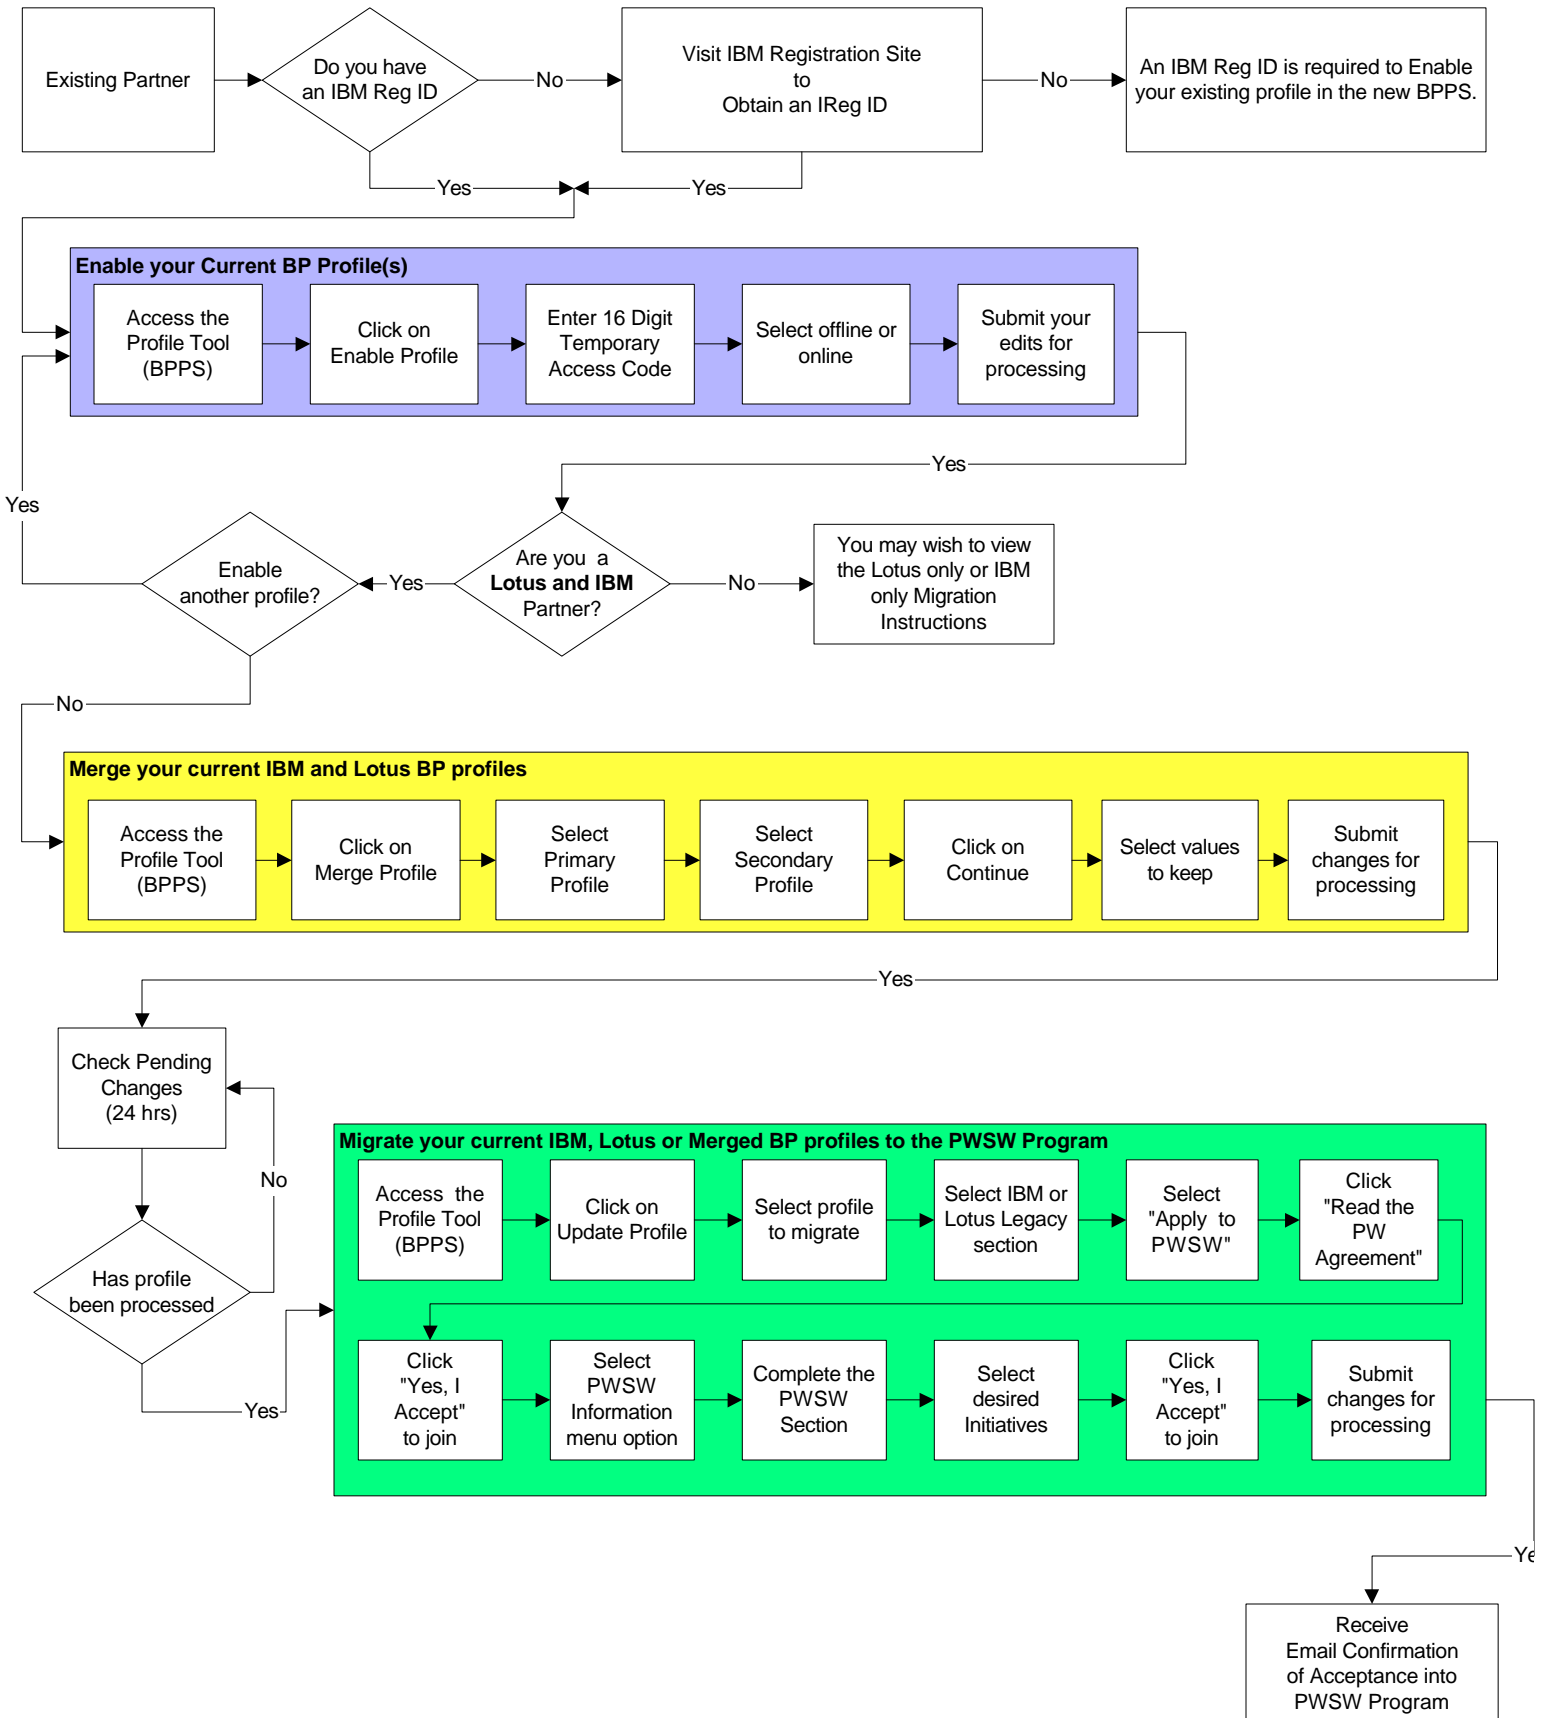 Existing Partner
Do you have
an IBM Reg ID
No
Visit IBM Registration Site
to
Obtain an IReg ID
No
An IBM Reg ID is required to Enable
your existing profile in the new BPPS.
Yes
Yes
Enable your Current BP Profile(s)
Access the
Profile Tool
(BPPS)
Click on
Enable Profile
Enter 16 Digit
Temporary
Access Code
Select offline or
online
Submit your
edits for
processing
Yes
Yes
Enable
another profile?
Yes
Are you a
Lotus and IBM
Partner?
No
You may wish to view
the Lotus only or IBM
only Migration
Instructions
No
Merge your current IBM and Lotus BP profiles
Access the
Profile Tool
(BPPS)
Click on
Merge Profile
Select
Primary
Profile
Select
Secondary
Profile
Click on
Continue
Select values
to keep
Submit
changes for
processing
Yes
Check Pending
Changes
(24 hrs)
No
Has profile
been processed
Yes
Migrate your current IBM, Lotus or Merged BP profiles to the PWSW Program
Access the
Profile Tool
(BPPS)
Click on
Update Profile
Select profile
to migrate
Select IBM or
Lotus Legacy
section
Select
"Apply to
PWSW"
Click
"Read the
PW
Agreement"
Click
"Yes, I
Accept"
to join
Select
PWSW
Information
menu option
Complete the
PWSW
Section
Select
desired
Initiatives
Click
"Yes, I
Accept"
to join
Submit
changes for
processing
Receive
Email Confirmation
of Acceptance into
PWSW Program